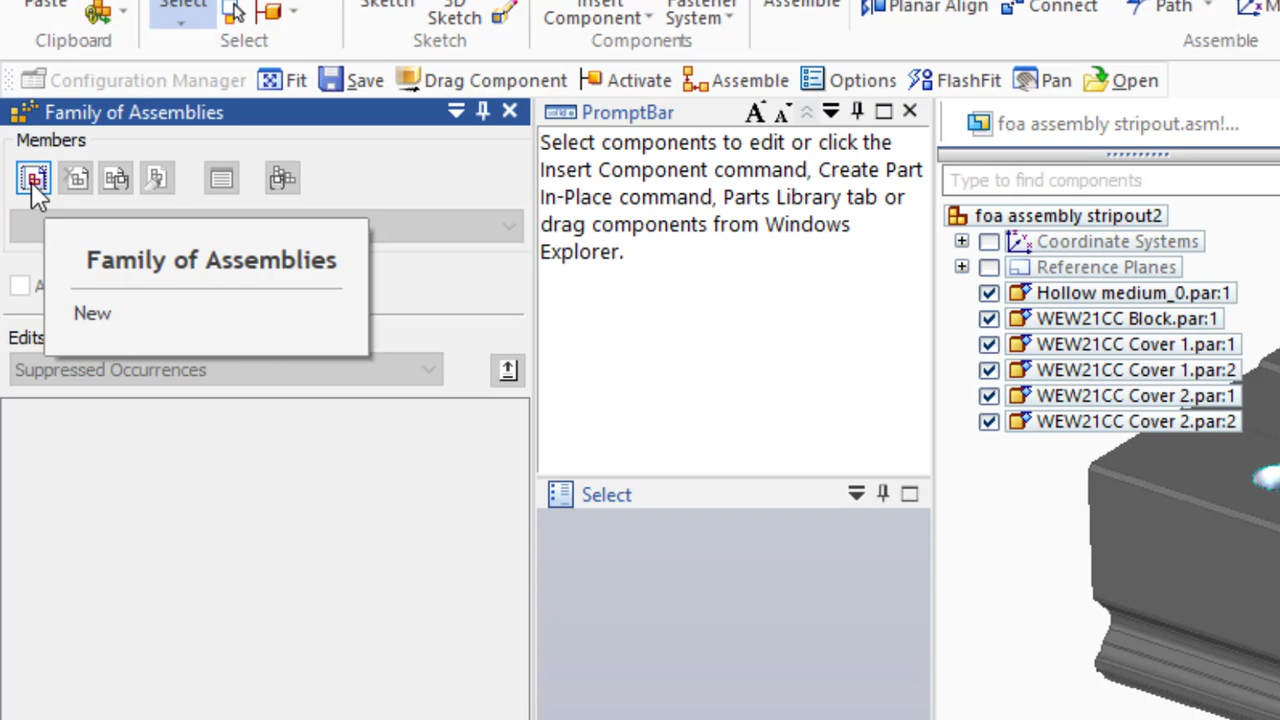 Paste
Select
Sketch
3D
Sketch
Insert
Component
Fastener
System
Assemble
Planar Align
Connect
Path
Clipboard
Select
Sketch
Components
Assemble
Configuration Manager
Fit
Save
Drag Component
Activate
Assemble
Options
FlashFit
Pan
Open
Family of Assemblies
Members
Family of Assemblies
New
Edits
Suppressed Occurrences
PromptBar
Select components to edit or click the
Insert Component command, Create Part
In-Place command, Parts Library tab or
drag components from Windows
Explorer.
Select
foa assembly stripout.asm!...
Type to find components
foa assembly stripout2
Coordinate Systems
Reference Planes
Hollow medium_0.par:1
WEW21CC Block.par:1
WEW21CC Cover 1.par:1
WEW21CC Cover 1.par:2
WEW21CC Cover 2.par:1
WEW21CC Cover 2.par:2